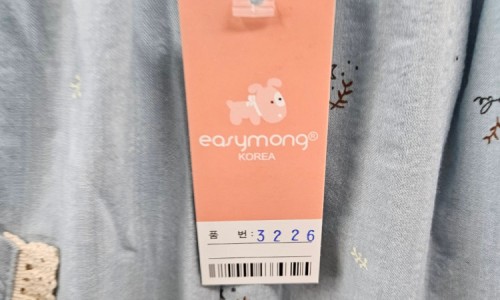 easymong®
KOREA
품 번: 3226